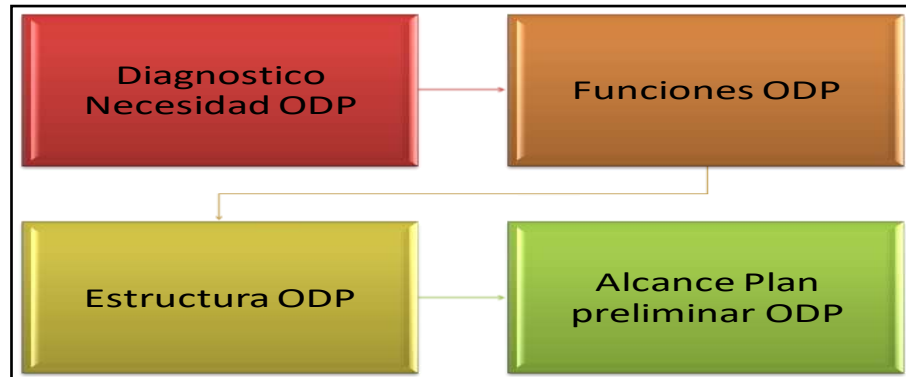 Diagnostico
Necesidad ODP
Funciones ODP
Estructura ODP
Alcance Plan
preliminar ODP